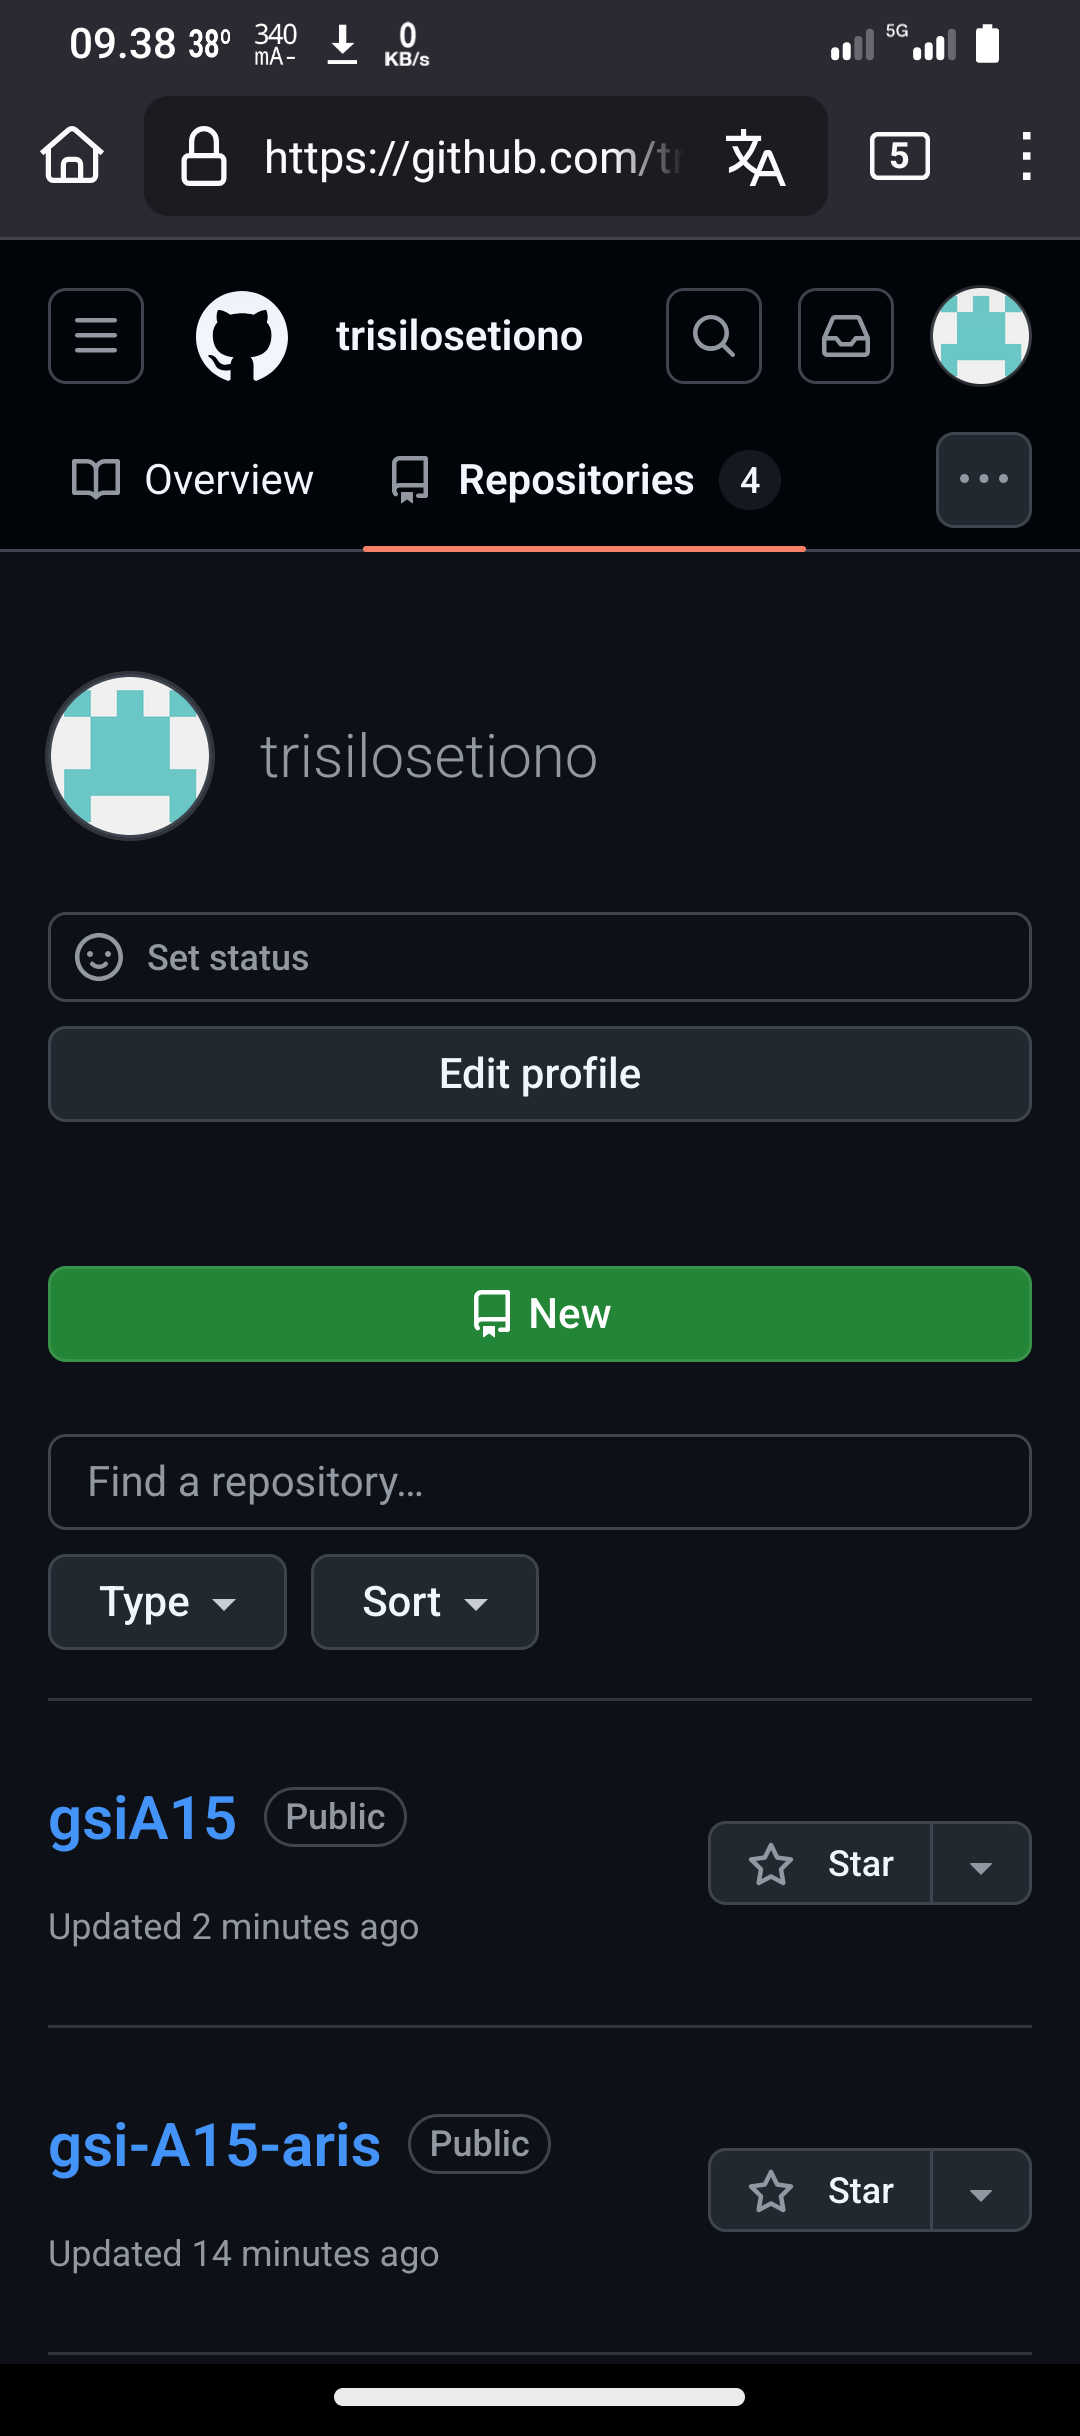 09.38 38° 340 mA- 0 KB/s 5G
https://github.com/tr 5
trisilosetiono
Overview Repositories 4
trisilosetiono
Set status
Edit profile
New
Find a repository…
Type Sort
gsiA15 Public
Star
Updated 2 minutes ago
gsi-A15-aris Public
Star
Updated 14 minutes ago